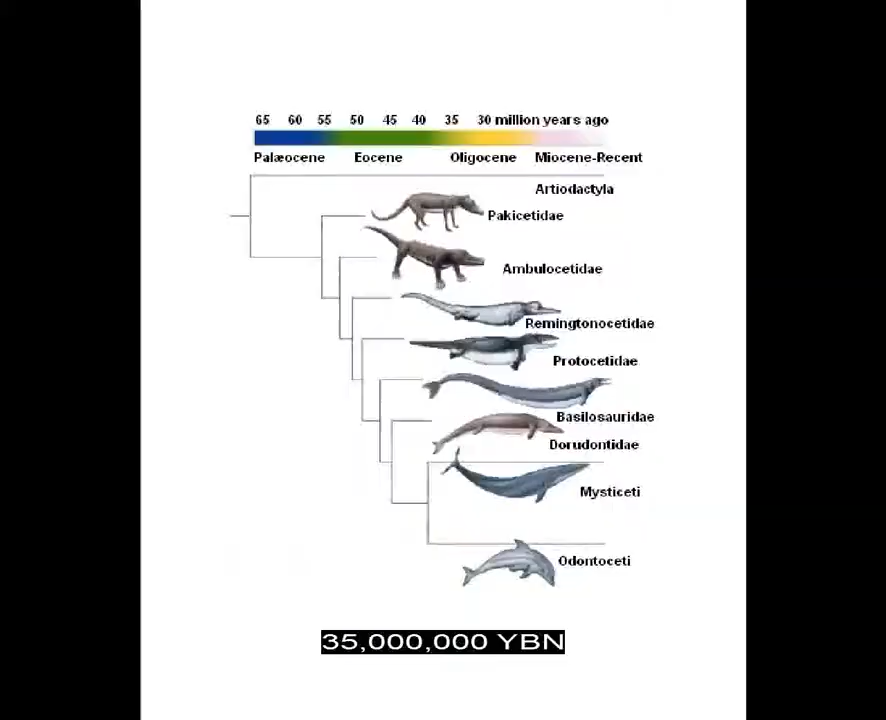 65 60 55 50 45 40 35 30 million years ago
Palæocene Eocene Oligocene Miocene-Recent
Artiodactyla
Pakicetidae
Ambulocetidae
Remingtonocetidae
Protocetidae
Basilosauridae
Dorudontidae
Mysticeti
Odontoceti
35,000,000 YBN